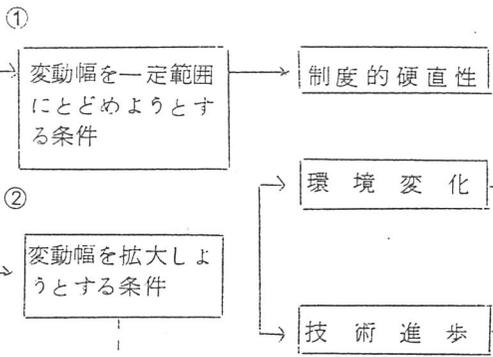 ①
変動幅を一定範囲
にとどめようとす
る条件
制度的硬直性
②
環境変化
変動幅を拡大しよ
うとする条件
技術進歩